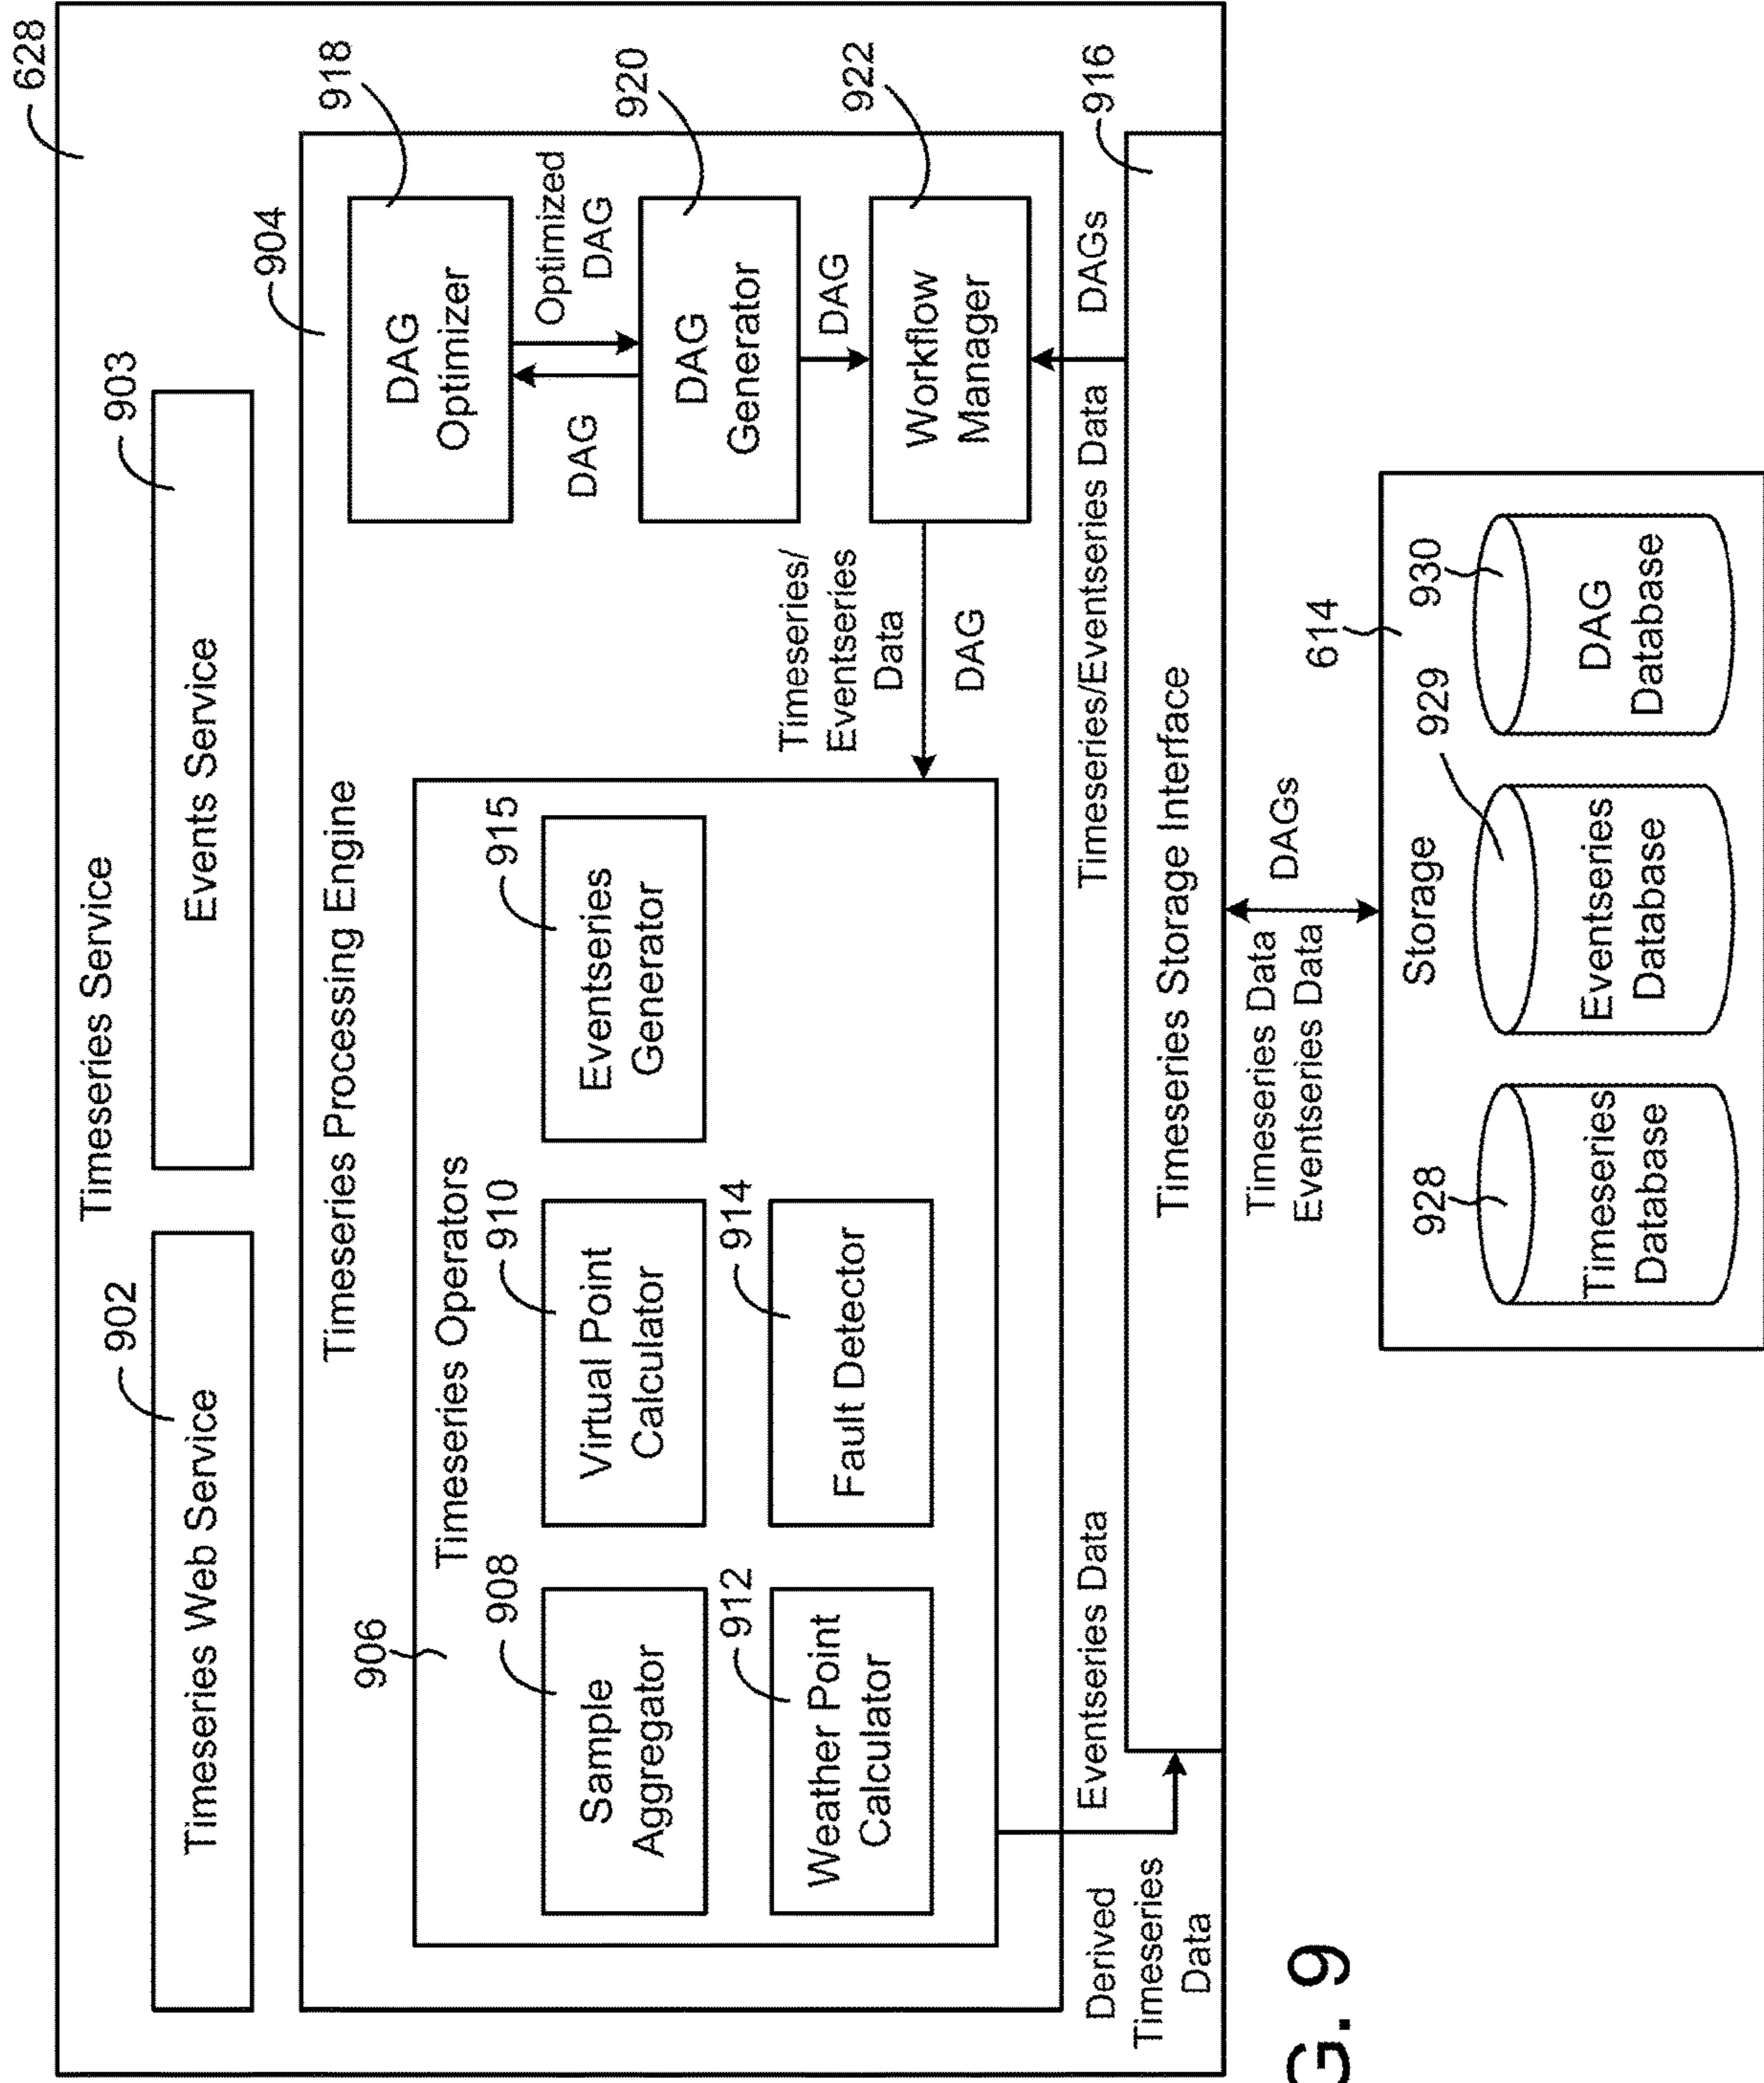 628
Timeseries Service
902
903
Timeseries Web Service
Events Service
904
Timeseries Processing Engine
906
Timeseries Operators
908
910
915
Sample
Aggregator
Virtual Point
Calculator
Eventseries
Generator
912
914
Weather Point
Calculator
Fault Detector
918
DAG
Optimizer
DAG
Optimized
DAG
920
DAG
Generator
DAG
922
Workflow
Manager
Timeseries/
Eventseries
Data
DAG
Derived
Timeseries
Data
Eventseries Data
Timeseries/Eventseries Data
DAGs
916
Timeseries Storage Interface
Timeseries Data
Eventseries Data
DAGs
614
Storage
928
929
930
Timeseries
Database
Eventseries
Database
DAG
Database
G. 9